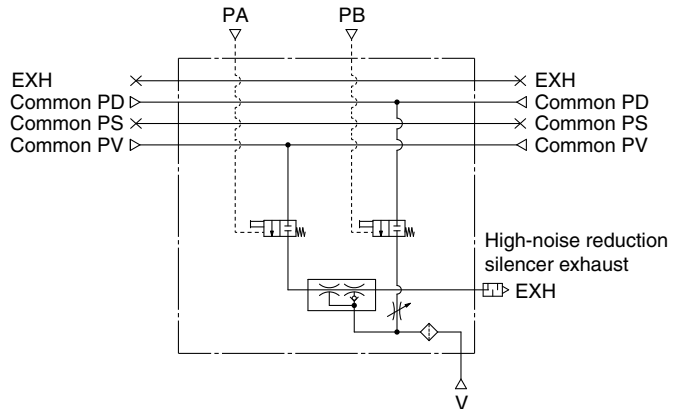 PA PB
EXH EXH
Common PD Common PD
Common PS Common PS
Common PV Common PV
High-noise reduction
silencer exhaust
EXH
V